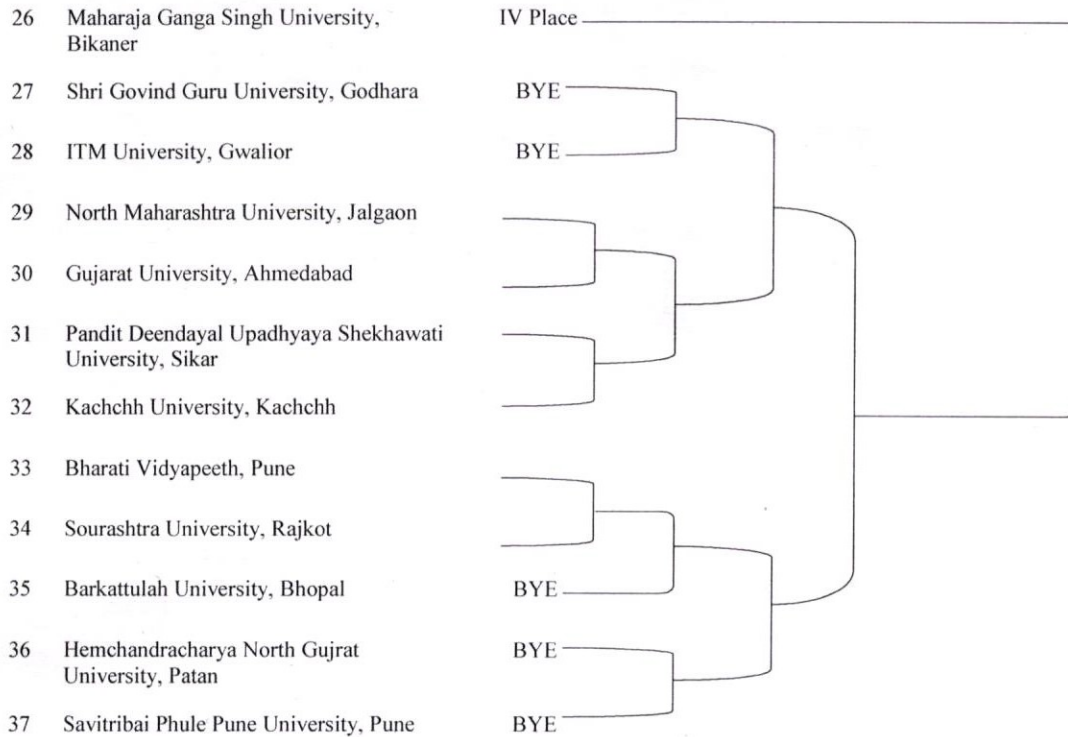 26 Maharaja Ganga Singh University, IV Place
Bikaner
27 Shri Govind Guru University, Godhara BYE
28 ITM University, Gwalior BYE
29 North Maharashtra University, Jalgaon
30 Gujarat University, Ahmedabad
31 Pandit Deendayal Upadhyaya Shekhawati
University, Sikar
32 Kachchh University, Kachchh
33 Bharati Vidyapeeth, Pune
34 Sourashtra University, Rajkot
35 Barkattulah University, Bhopal BYE
36 Hemchandracharya North Gujrat BYE
University, Patan
37 Savitribai Phule Pune University, Pune BYE